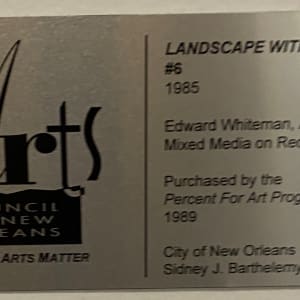 Arts
UNCIL
NEW
EANS
ARTS MATTER
LANDSCAPE WIT
#6
1985
Edward Whiteman,
Mixed Media on Rec
Purchased by the
Percent For Art Prog
1989
City of New Orleans
Sidney J. Barthelemy